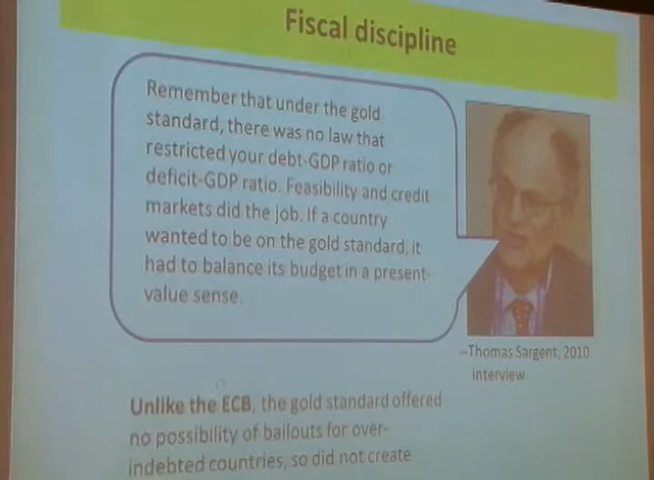 Fiscal discipline
Remember that under the gold
standard, there was no law that
restricted your debt-GDP ratio or
deficit-GDP ratio. Feasibility and credit
markets did the job. If a country
wanted to be on the gold standard, it
had to balance its budget in a present-
value sense.
--Thomas Sargent, 2010
interview
Unlike the ECB, the gold standard offered
no possibility of bailouts for over-
indebted countries, so did not create